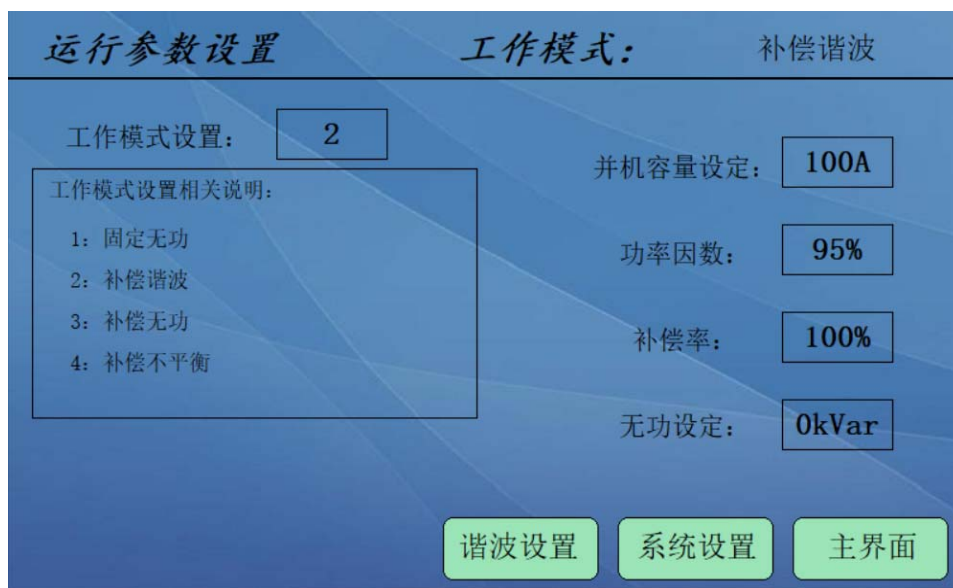 运行参数设置 工作模式： 补偿谐波
工作模式设置： 2
工作模式设置相关说明：
1：固定无功
2：补偿谐波
3：补偿无功
4：补偿不平衡
并机容量设定： 100A
功率因数： 95%
补偿率： 100%
无功设定： 0kVar
谐波设置 系统设置 主界面